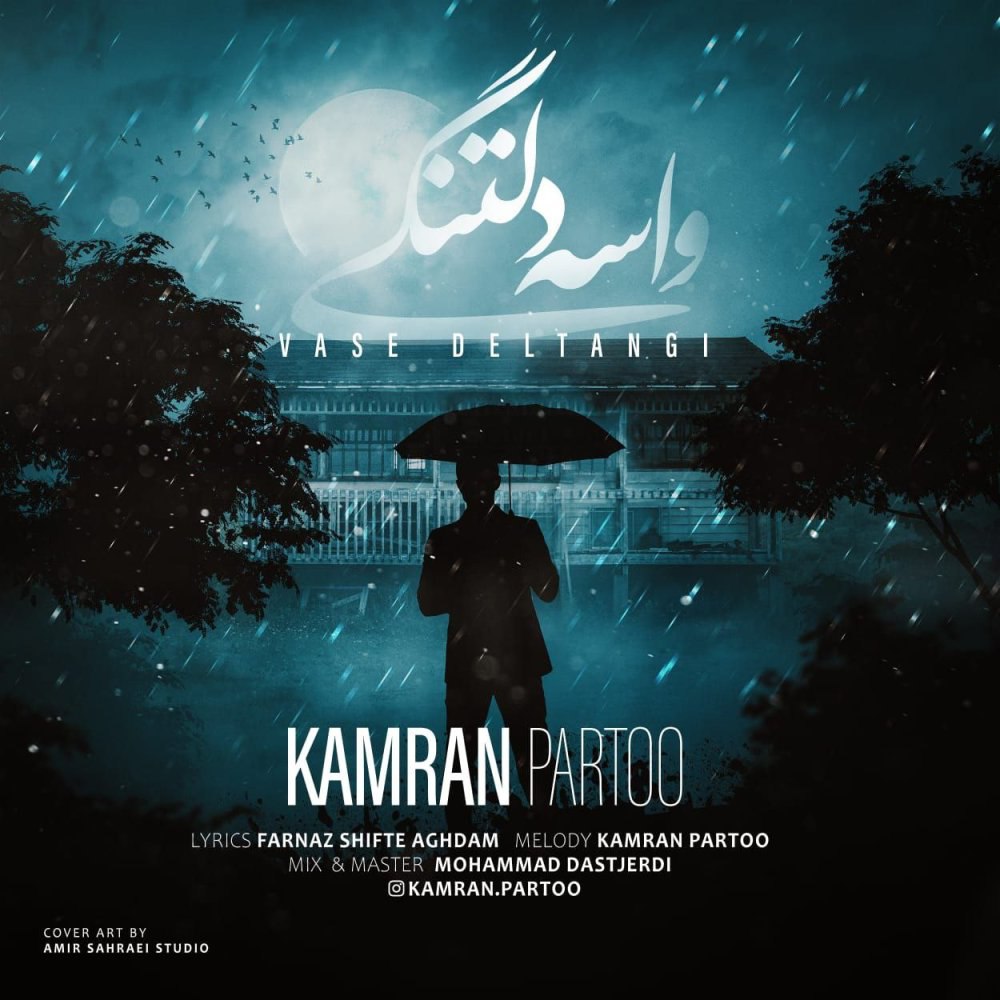 واسه دلتنگی
VASE DELTANGI
KAMRAN PARTOO
LYRICS FARNAZ SHIFTE AGHDAM MELODY KAMRAN PARTOO
MIX & MASTER MOHAMMAD DASTJERDI
KAMRAN.PARTOO
COVER ART BY
AMIR SAHRAEI STUDIO